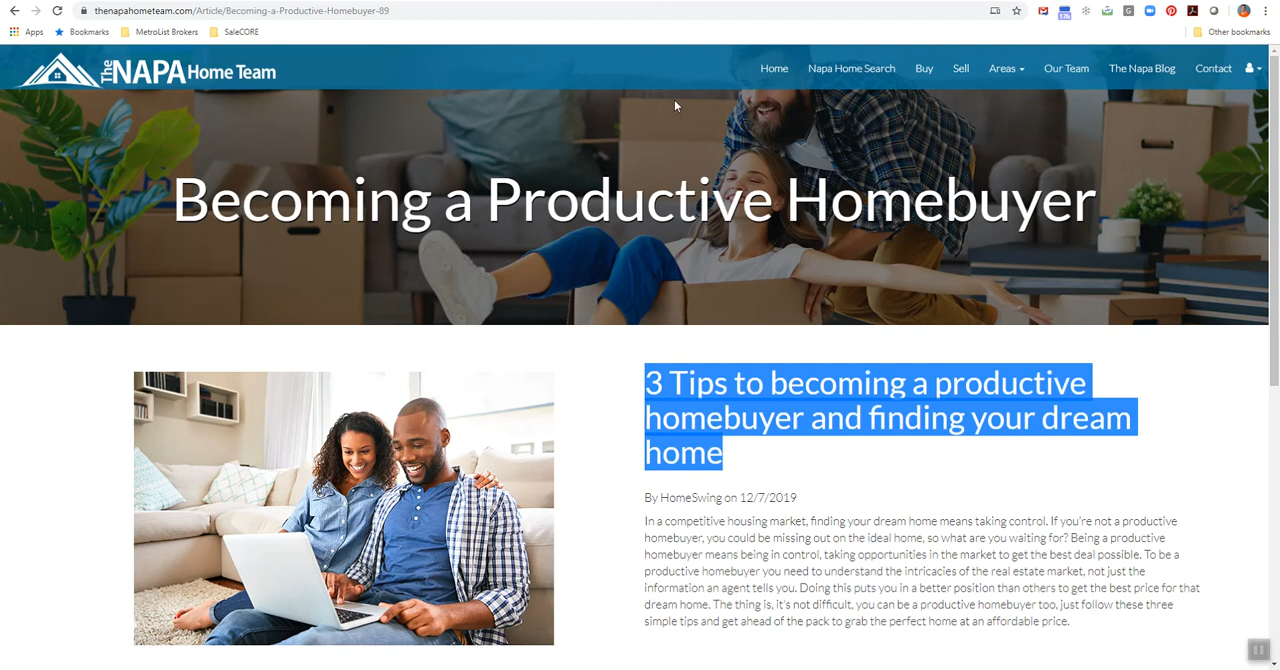 thenapahometeam.com/Article/Becoming-a-Productive-Homebuyer-89
Apps Bookmarks MetroList Brokers SaleCORE Other bookmarks
The NAPA Home Team
Home Napa Home Search Buy Sell Areas Our Team The Napa Blog Contact
Becoming a Productive Homebuyer
3 Tips to becoming a productive
homebuyer and finding your dream
home
By HomeSwing on 12/7/2019
In a competitive housing market, finding your dream home means taking control. If you're not a productive
homebuyer, you could be missing out on the ideal home, so what are you waiting for? Being a productive
homebuyer means being in control, taking opportunities in the market to get the best deal possible. To be a
productive homebuyer you need to understand the intricacies of the real estate market, not just the
information an agent tells you. Doing this puts you in a better position than others to get the best price for that
dream home. The thing is, it's not difficult, you can be a productive homebuyer too, just follow these three
simple tips and get ahead of the pack to grab the perfect home at an affordable price.